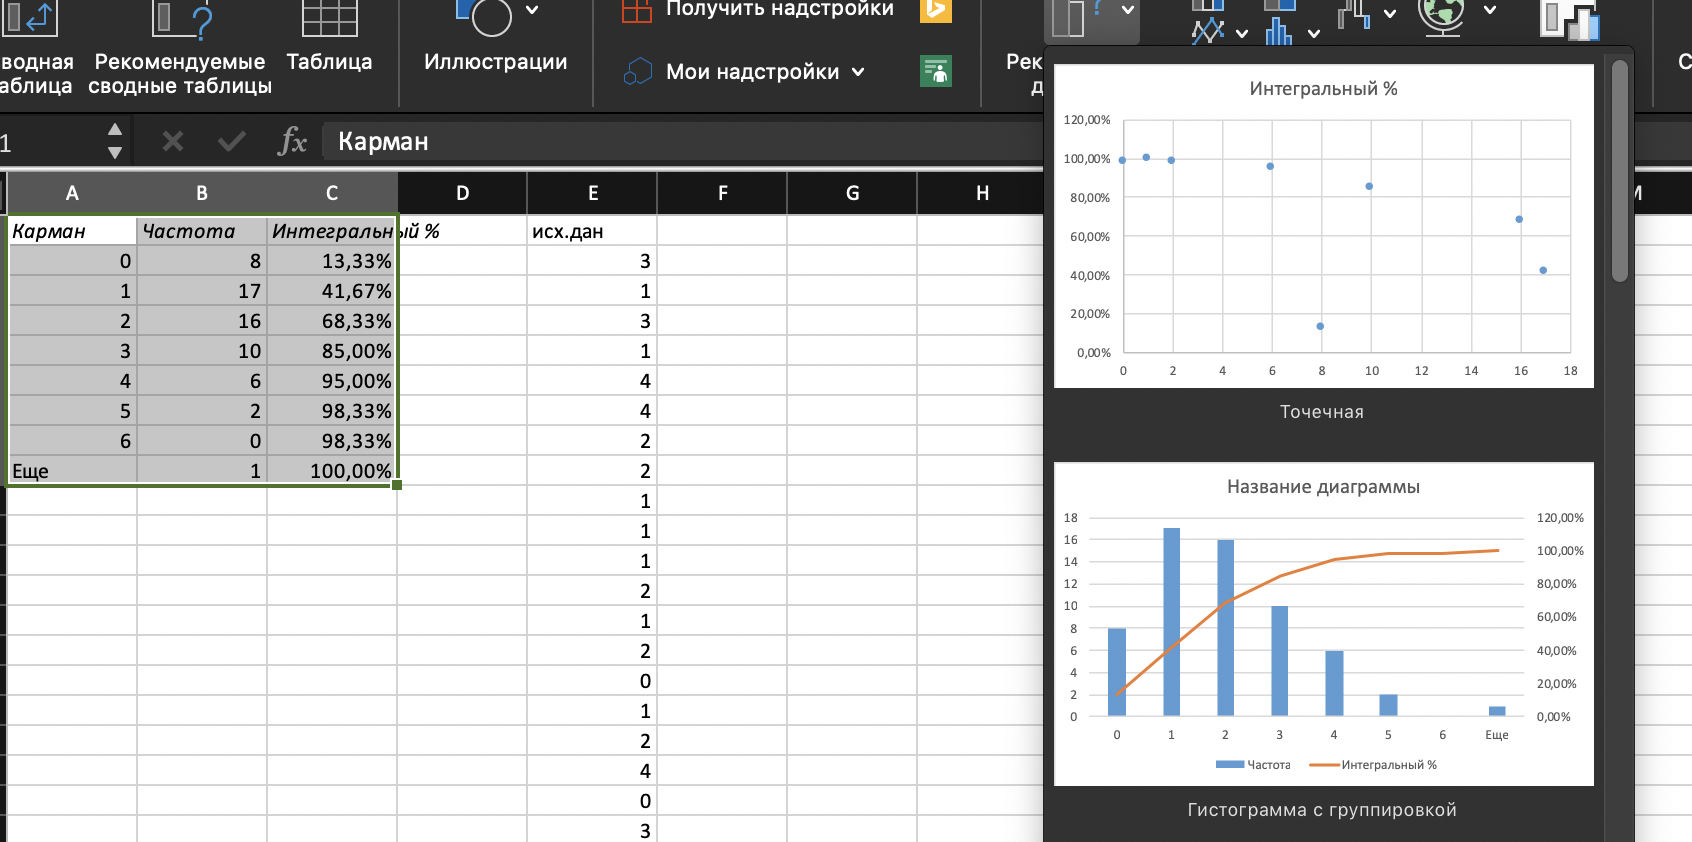 Получить надстройки
водная
аблица
Рекомендуемые
сводные таблицы
Таблица
Иллюстрации
Мои надстройки
Рек
д
С
1
fx
Карман
A B C D E F G H M
Карман Частота Интегральный % исх.дан
0 8 13,33% 3
1 17 41,67% 1
2 16 68,33% 3
3 10 85,00% 1
4 6 95,00% 4
5 2 98,33% 4
6 0 98,33% 2
Еще 1 100,00% 2
1
1
1
2
1
2
0
1
2
4
0
3
Интегральный %
120,00%
100,00%
80,00%
60,00%
40,00%
20,00%
0,00%
0 2 4 6 8 10 12 14 16 18
Точечная
Название диаграммы
18 120,00%
16 100,00%
14 80,00%
12 60,00%
10 40,00%
8 20,00%
6 0,00%
4
2
0
0 1 2 3 4 5 6 Еще
Частота Интегральный %
Гистограмма с группировкой